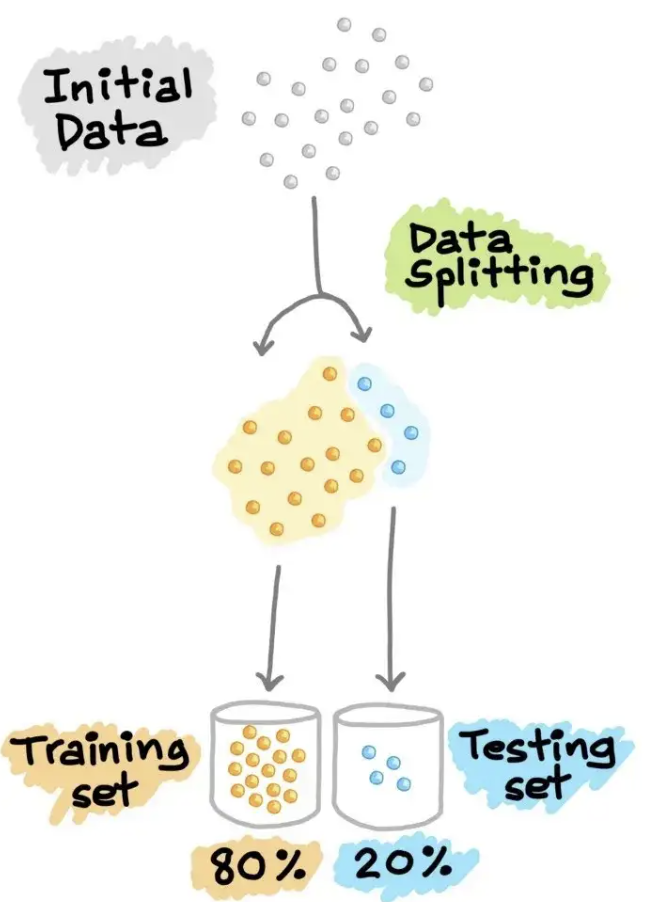 Initial
Data
Data
Splitting
Training
set
Testing
set
80%
20%